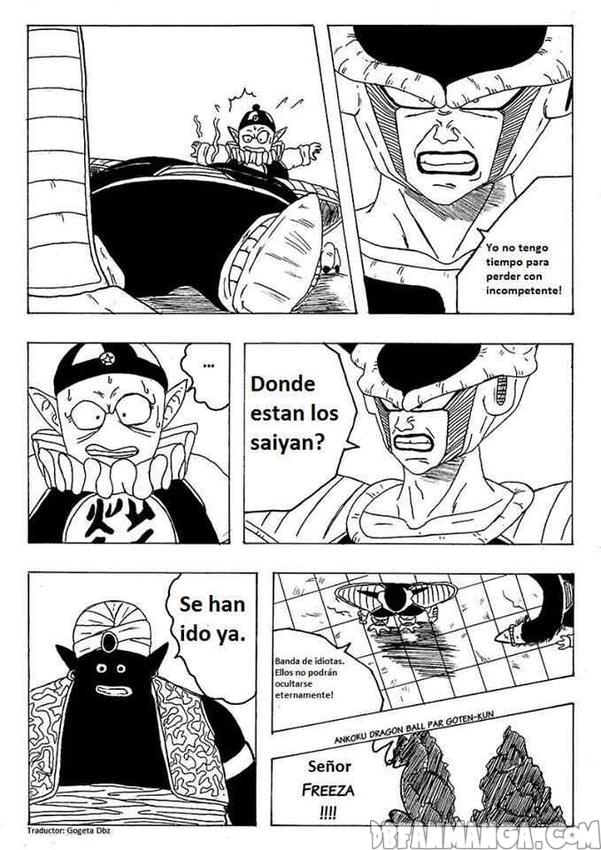 Yo no tengo
tiempo para
perder con
incompetente!
...
Donde
estan los
saiyan?
Se han
ido ya.
Banda de idiotas.
Ellos no podrán
ocultarse
eternamente!
ANKOKU DRAGON BALL PAR GOTEN-KUN
Señor
FREEZA
!!!!
Traductor: Gogeta Dbz
DBFANMANGA.COM